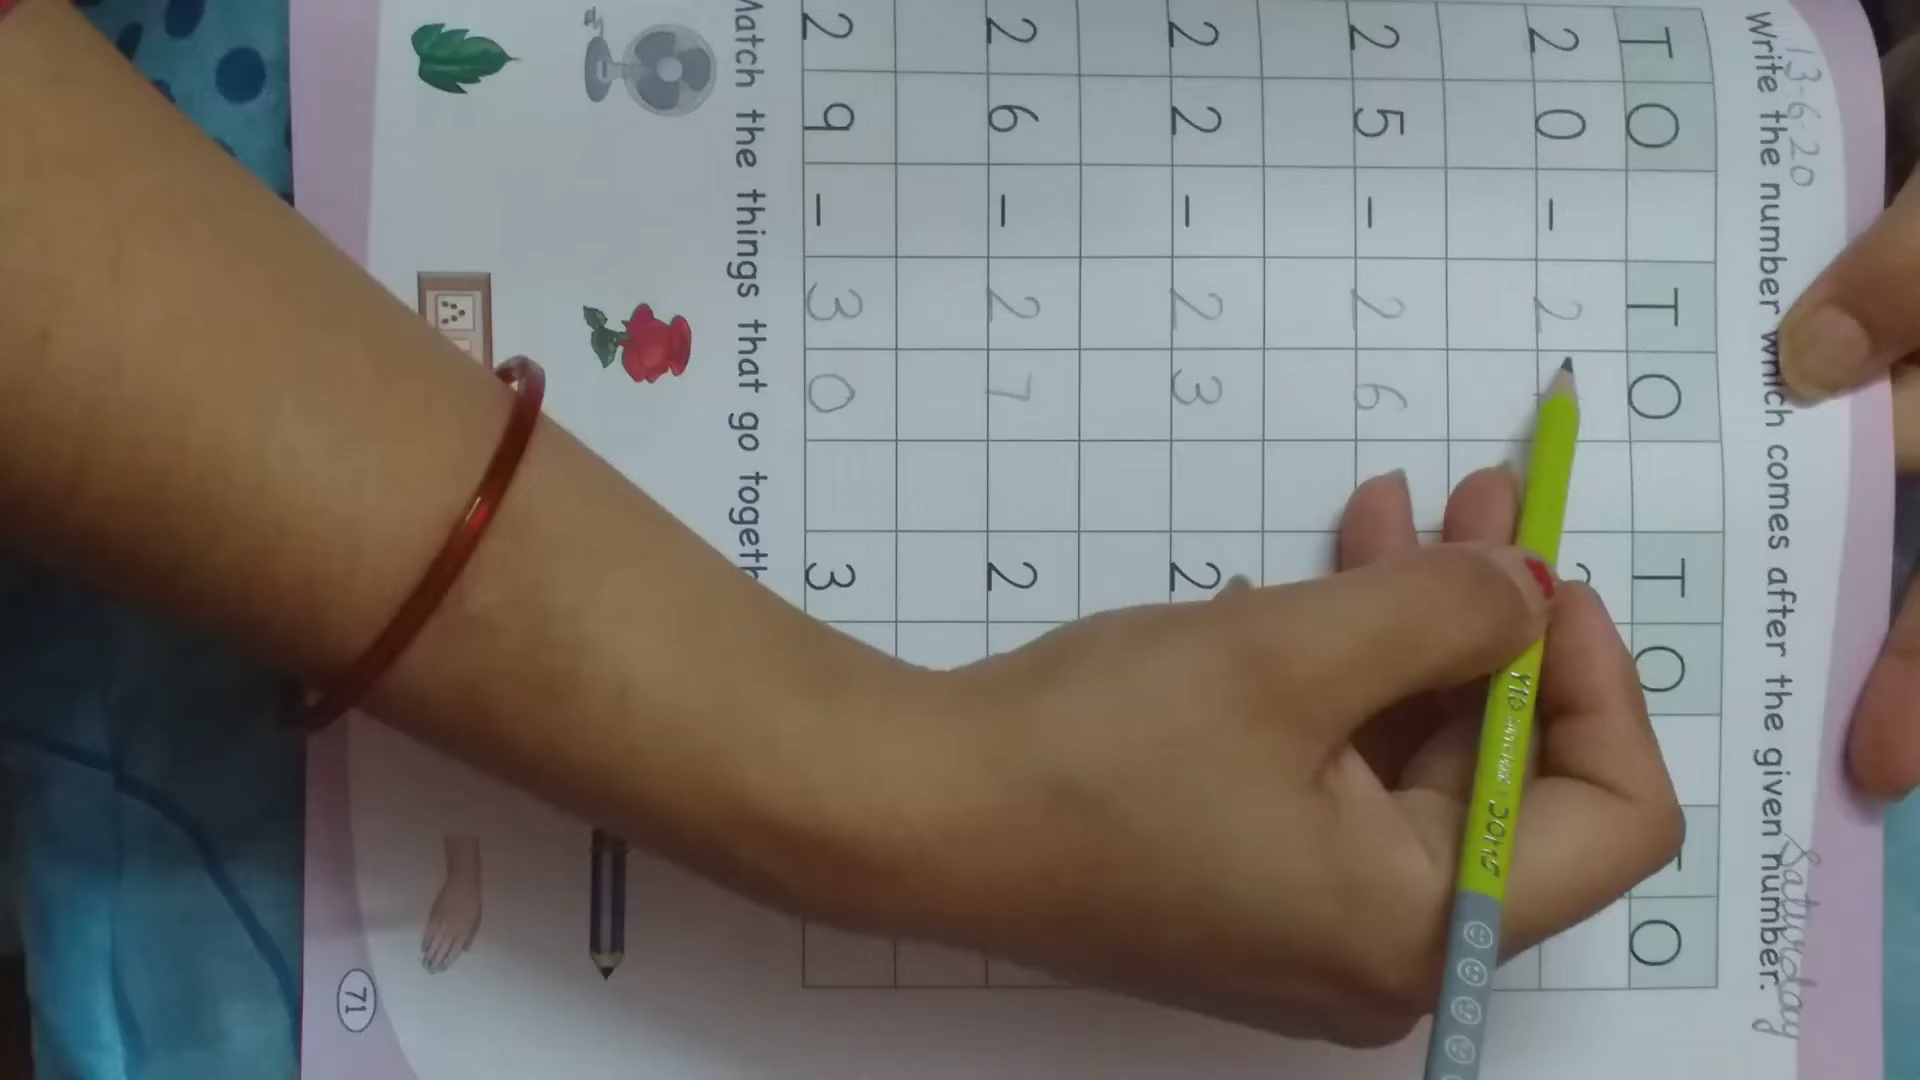 13-6-20 Saturday
Write the number which comes after the given number.
T O T O T O T O
2 0 - 2
2 5 - 2 6
2 2 - 2 3 2
2 6 - 2 7 2
2 9 - 3 0 3
Match the things that go
71